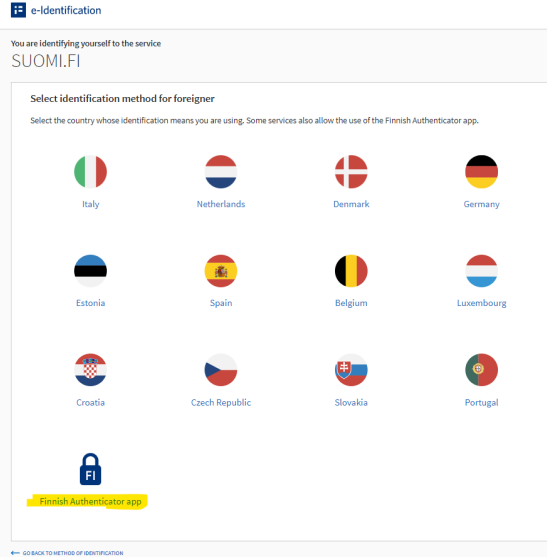 e-Identification
You are identifying yourself to the service
SUOMI.FI
Select identification method for foreigner
Select the country whose identification means you are using. Some services also allow the use of the Finnish Authenticator app.
Italy
Netherlands
Denmark
Germany
Estonia
Spain
Belgium
Luxembourg
Croatia
Czech Republic
Slovakia
Portugal
FI
Finnish Authenticator app
GO BACK TO METHOD OF IDENTIFICATION